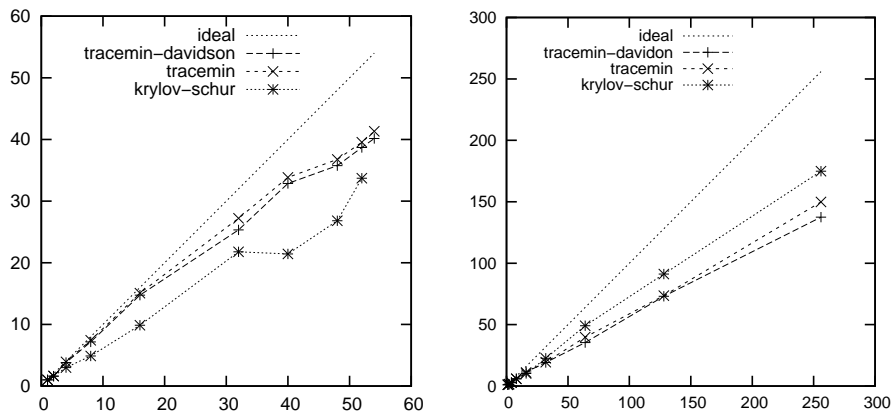 60
50
40
30
20
10
0
0 10 20 30 40 50 60
ideal
tracemin-davidson
tracemin
krylov-schur
300
250
200
150
100
50
0
0 50 100 150 200 250 300
ideal
tracemin-davidon
tracemin
krylov-schur